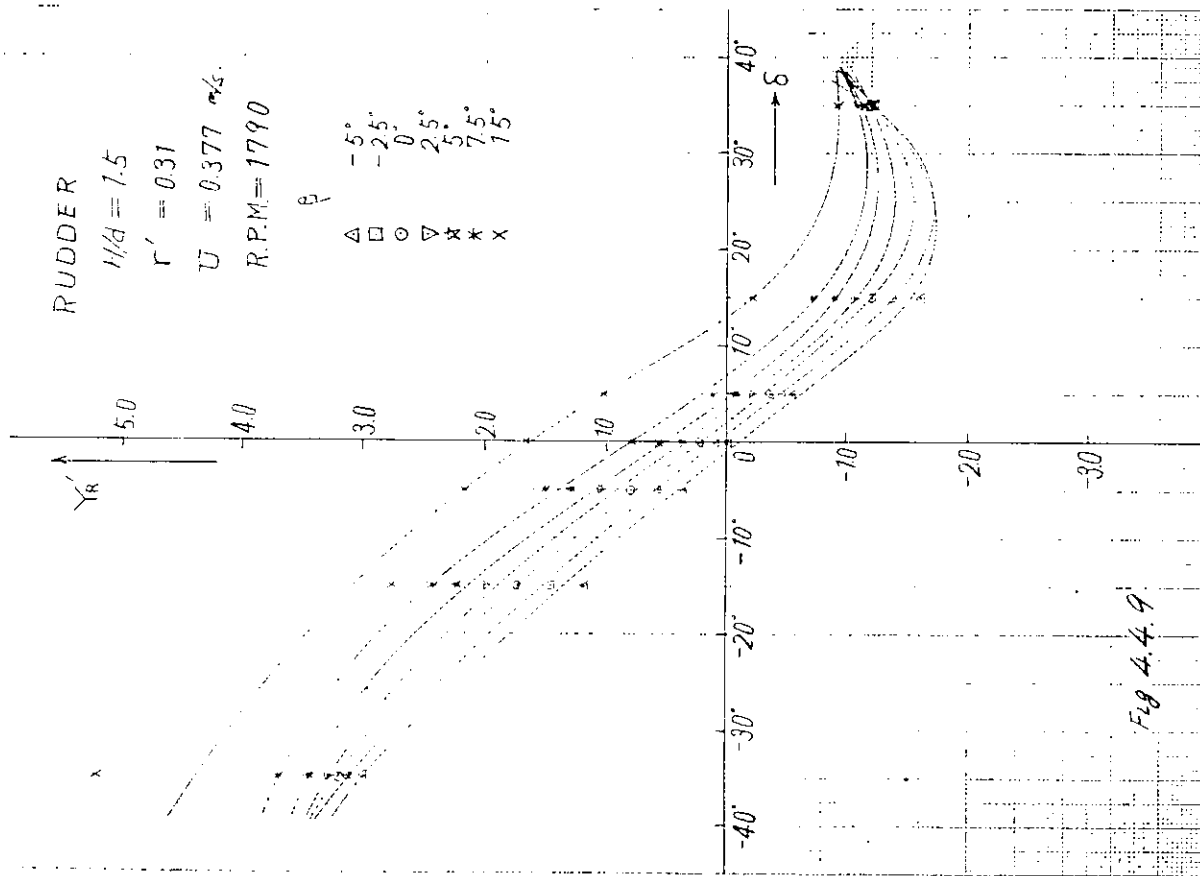 RUDDER
H/d = 1.5
r' = 0.31
U = 0.377 m/s.
R.P.M. = 1790
β
△ -5°
□ -2.5°
○ 0°
▽ 2.5°
☆ 5°
* 7.5°
× 15°
Y'R
5.0
4.0
3.0
2.0
1.0
0
-1.0
-2.0
-3.0
-40° -30° -20° -10° 10° 20° 30° 40°
δ
Fig 4.4.9